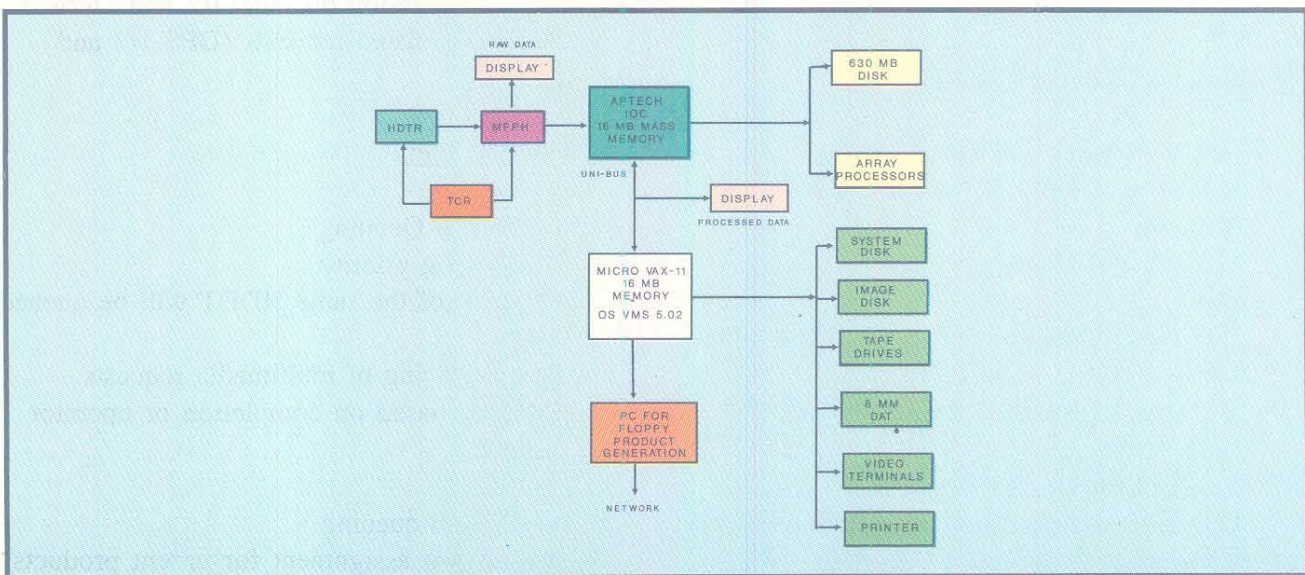 RAW DATA
DISPLAY
HDTR
MFPH
TCR
APTECH
IOC
16 MB MASS
MEMORY
630 MB
DISK
ARRAY
PROCESSORS
UNI-BUS
DISPLAY
PROCESSED DATA
MICRO VAX-11
16 MB
MEMORY
OS VMS 5.02
SYSTEM
DISK
IMAGE
DISK
TAPE
DRIVES
8 MM
DAT
VIDEO
TERMINALS
PRINTER
PC FOR
FLOPPY
PRODUCT
GENERATION
NETWORK